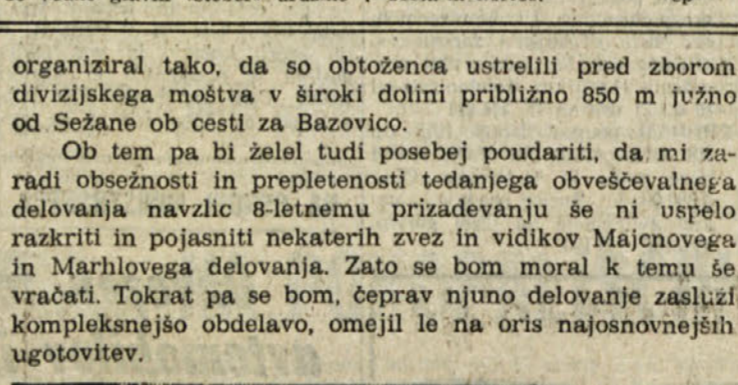 organiziral tako, da so obtoženca ustrelili pred zborom
divizijskega moštva v široki dolini približno 850 m južno
od Sežane ob cesti za Bazovico.
Ob tem pa bi želel tudi posebej poudariti, da mi za-
radi obsežnosti in prepletenosti tedanjega obveščevalnega
delovanja navzlic 8-letnemu prizadevanju še ni uspelo
razkriti in pojasniti nekaterih zvez in vidikov Majcnovega
in Marhlovega delovanja. Zato se bom moral k temu še
vračati. Tokrat pa se bom, čeprav njuno delovanje zasluži
kompleksnejšo obdelavo, omejil le na oris najosnovnejših
ugotovitev.